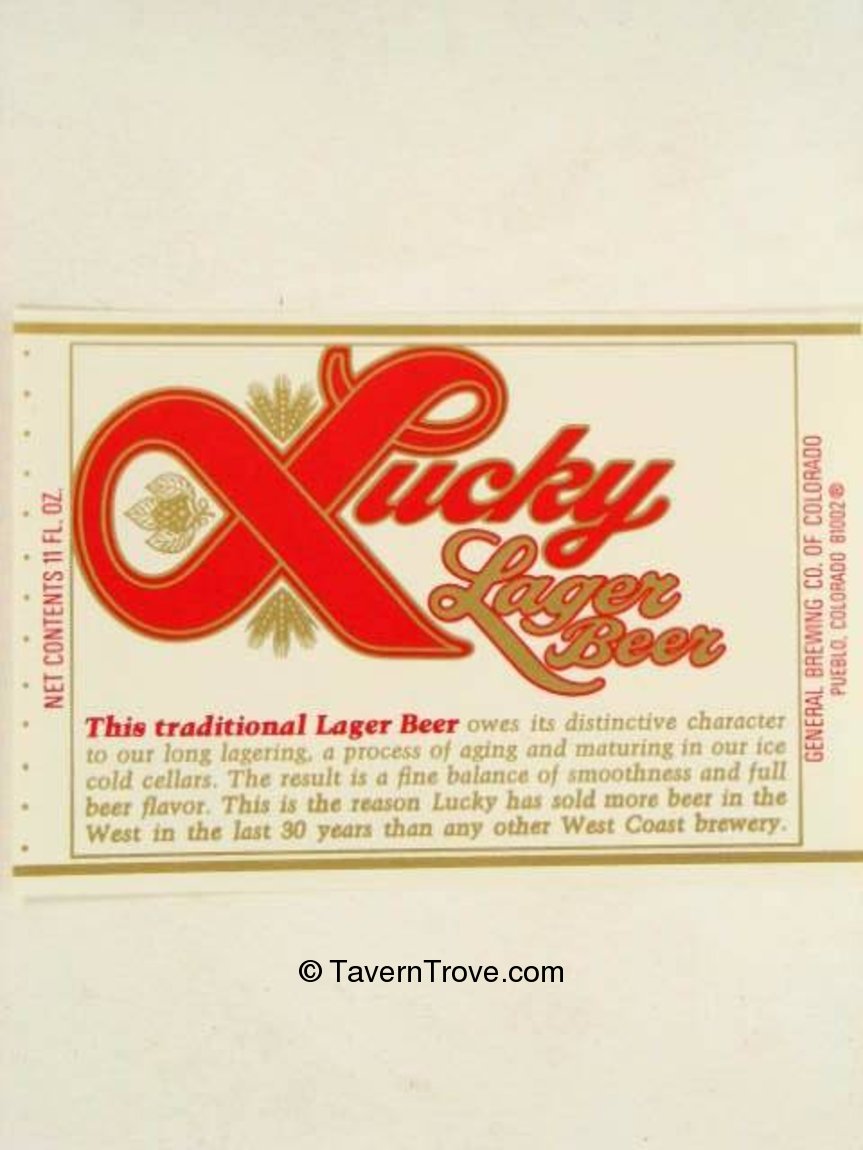 Lucky
Lager
Beer
This traditional Lager Beer owes its distinctive character
to our long lagering, a process of aging and maturing in our ice
cold cellars. The result is a fine balance of smoothness and full
beer flavor. This is the reason Lucky has sold more beer in the
West in the last 30 years than any other West Coast brewery.
NET CONTENTS 11 FL. OZ.
GENERAL BREWING CO. OF COLORADO
PUEBLO, COLORADO 81002 ®
© TavernTrove.com